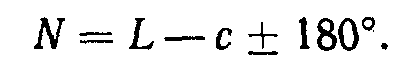 N = L — c ± 180°.